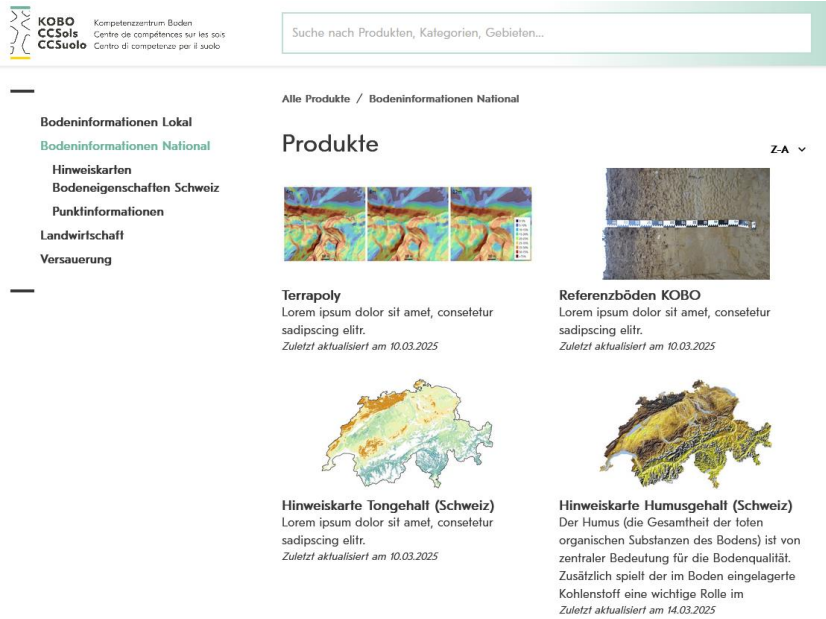 KOBO
CCSols
CCSuolo
Kompetenzzentrum Boden
Centre de compétences sur les sols
Centro di competenze per il suolo
Suche nach Produkten, Kategorien, Gebieten...
Bodeninformationen Lokal
Bodeninformationen National
Hinweiskarten
Bodeneigenschaften Schweiz
Punktinformationen
Landwirtschaft
Versauerung
Alle Produkte / Bodeninformationen National
Produkte
Z-A
Terrapoly
Lorem ipsum dolor sit amet, consetetur
sadipscing elitr.
Zuletzt aktualisiert am 10.03.2025
Referenzböden KOBO
Lorem ipsum dolor sit amet, consetetur
sadipscing elitr.
Zuletzt aktualisiert am 10.03.2025
Hinweiskarte Tongehalt (Schweiz)
Lorem ipsum dolor sit amet, consetetur
sadipscing elitr.
Zuletzt aktualisiert am 10.03.2025
Hinweiskarte Humusgehalt (Schweiz)
Der Humus (die Gesamtheit der toten
organischen Substanzen des Bodens) ist von
zentraler Bedeutung für die Bodenqualität.
Zusätzlich spielt der im Boden eingelagerte
Kohlenstoff eine wichtige Rolle im
Zuletzt aktualisiert am 14.03.2025